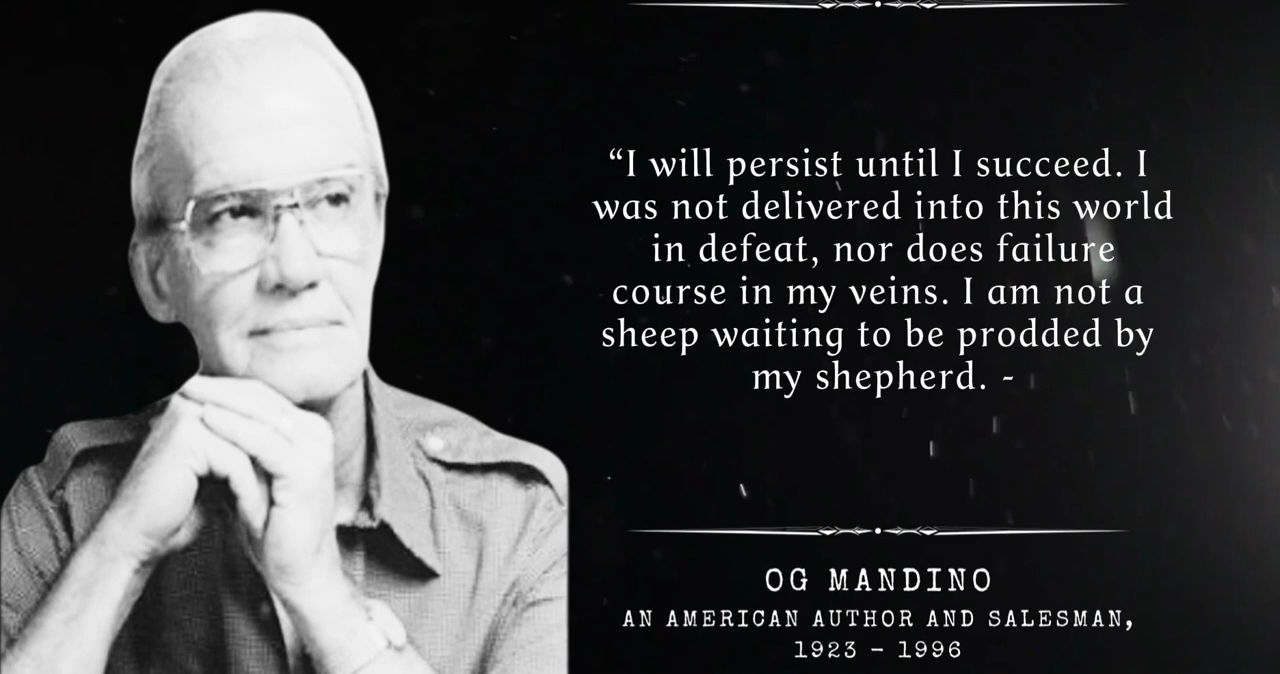 “I will persist until I succeed. I
was not delivered into this world
in defeat, nor does failure
course in my veins. I am not a
sheep waiting to be prodded by
my shepherd. -
OG MANDINO
AN AMERICAN AUTHOR AND SALESMAN,
1923 - 1996